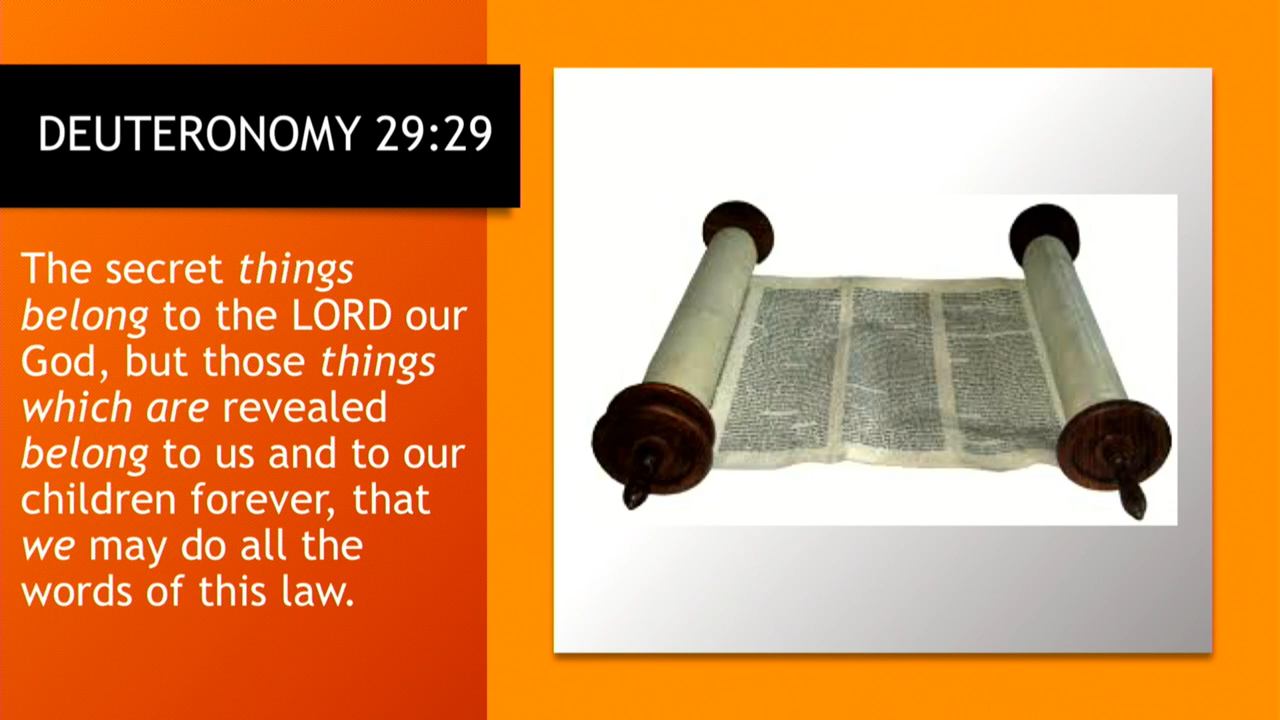 DEUTERONOMY 29:29
The secret things
belong to the LORD our
God, but those things
which are revealed
belong to us and to our
children forever, that
we may do all the
words of this law.